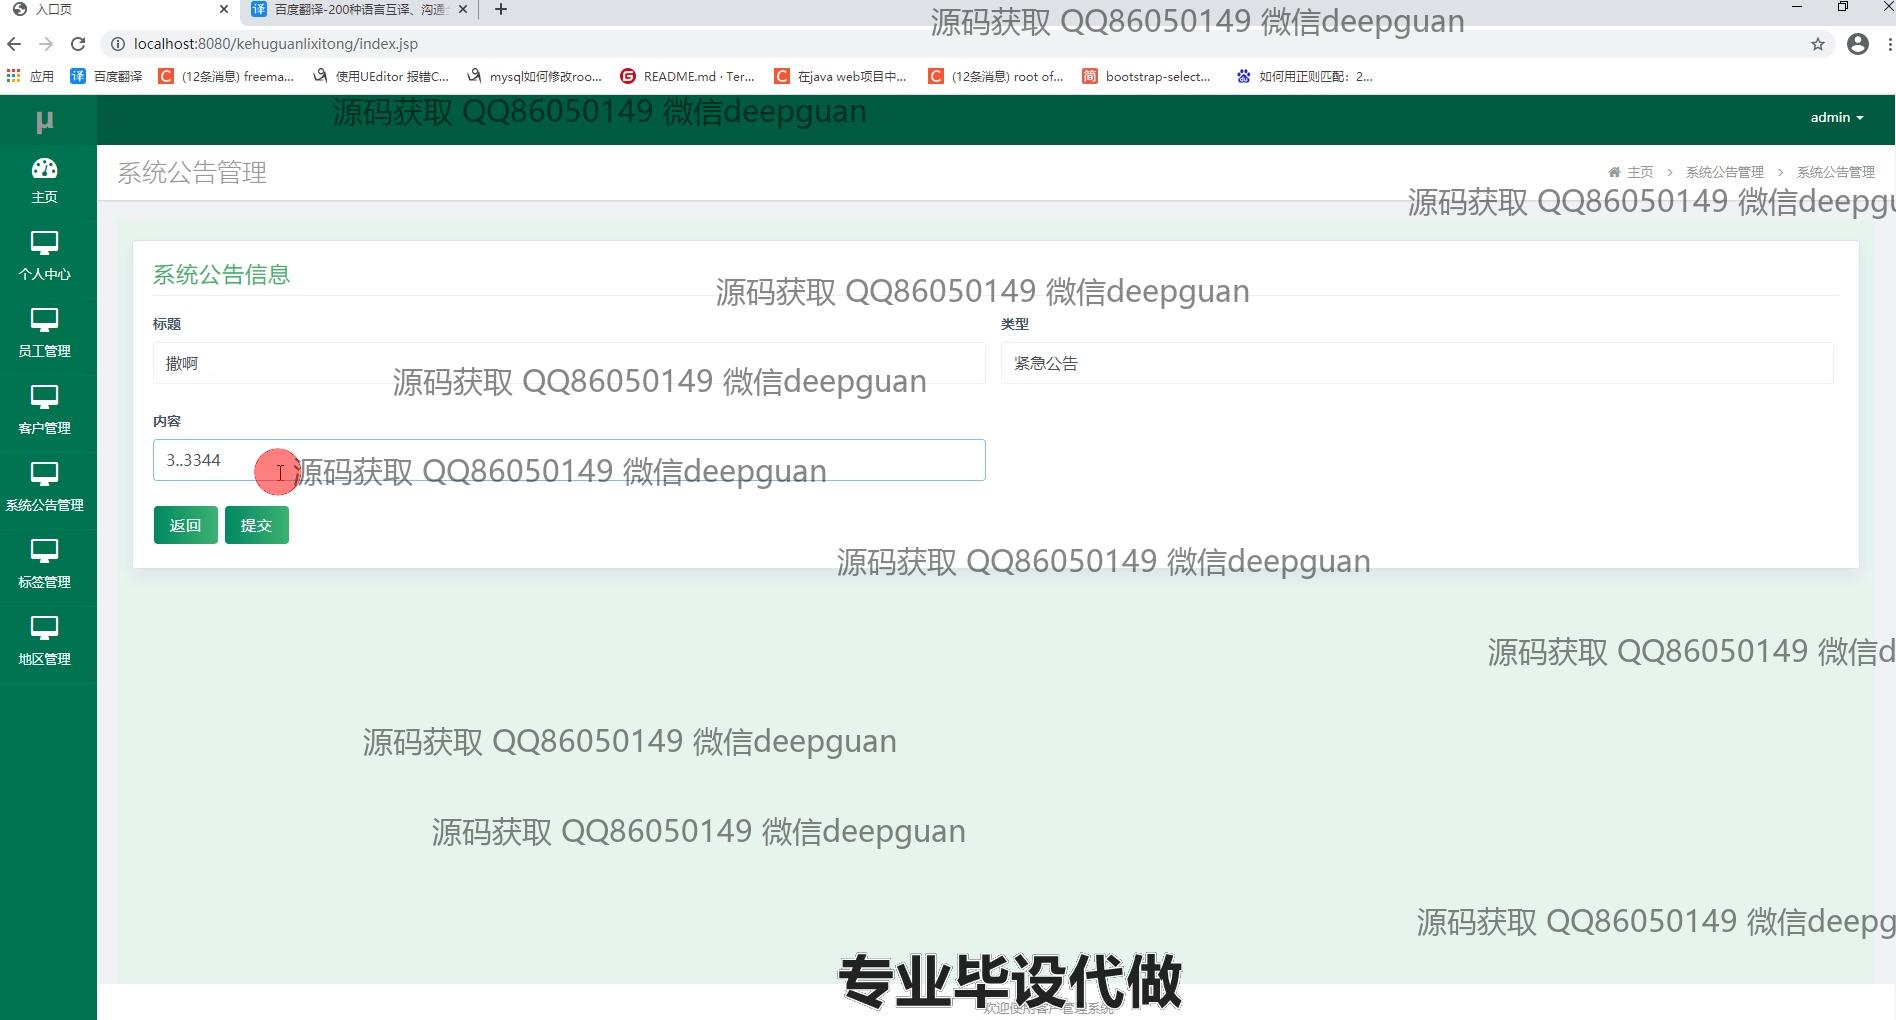 入口页
百度翻译-200种语言互译、沟通
源码获取 QQ86050149 微信deepguan
localhost:8080/kehuguanlixitong/index.jsp
应用
百度翻译
(12条消息) freema...
使用UEditor 报错C...
mysql如何修改roo...
README.md · Ter...
在java web项目中...
(12条消息) root of...
bootstrap-select...
如何用正则匹配：2...
源码获取 QQ86050149 微信deepguan
μ
admin
主页
个人中心
员工管理
客户管理
系统公告管理
标签管理
地区管理
系统公告管理
主页 > 系统公告管理 > 系统公告管理
源码获取 QQ86050149 微信deepgu
系统公告信息
源码获取 QQ86050149 微信deepguan
标题
类型
撒啊
紧急公告
源码获取 QQ86050149 微信deepguan
内容
3..3344
源码获取 QQ86050149 微信deepguan
返回
提交
源码获取 QQ86050149 微信deepguan
源码获取 QQ86050149 微信d
源码获取 QQ86050149 微信deepguan
源码获取 QQ86050149 微信deepguan
源码获取 QQ86050149 微信deepg
专业毕设代做
欢迎使用客户管理系统